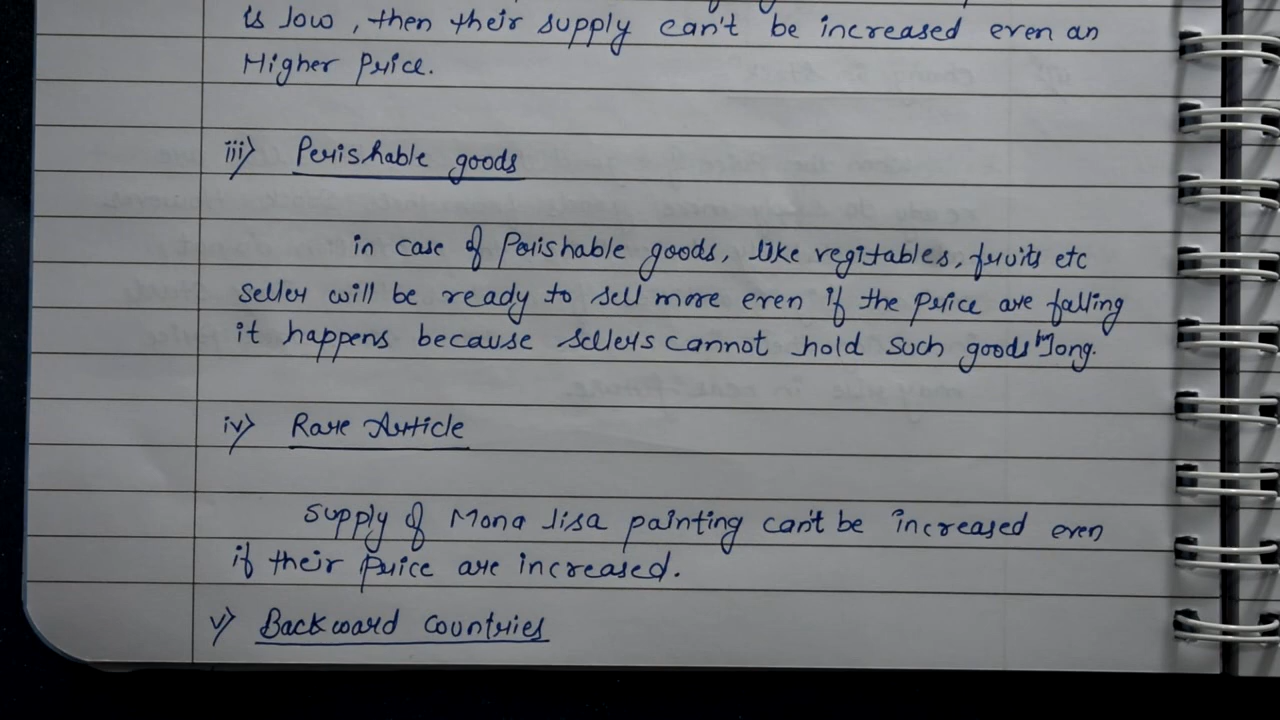 is low, then their supply can't be increased even an
Higher Price.
iii) Perishable goods
in case of Perishable goods, like vegitables, fruits etc
seller will be ready to sell more even if the price are falling
it happens because sellers cannot hold such goods long.
iv) Rare Article
Supply of Mona lisa painting can't be increased even
if their price are increased.
v) Backward Countries